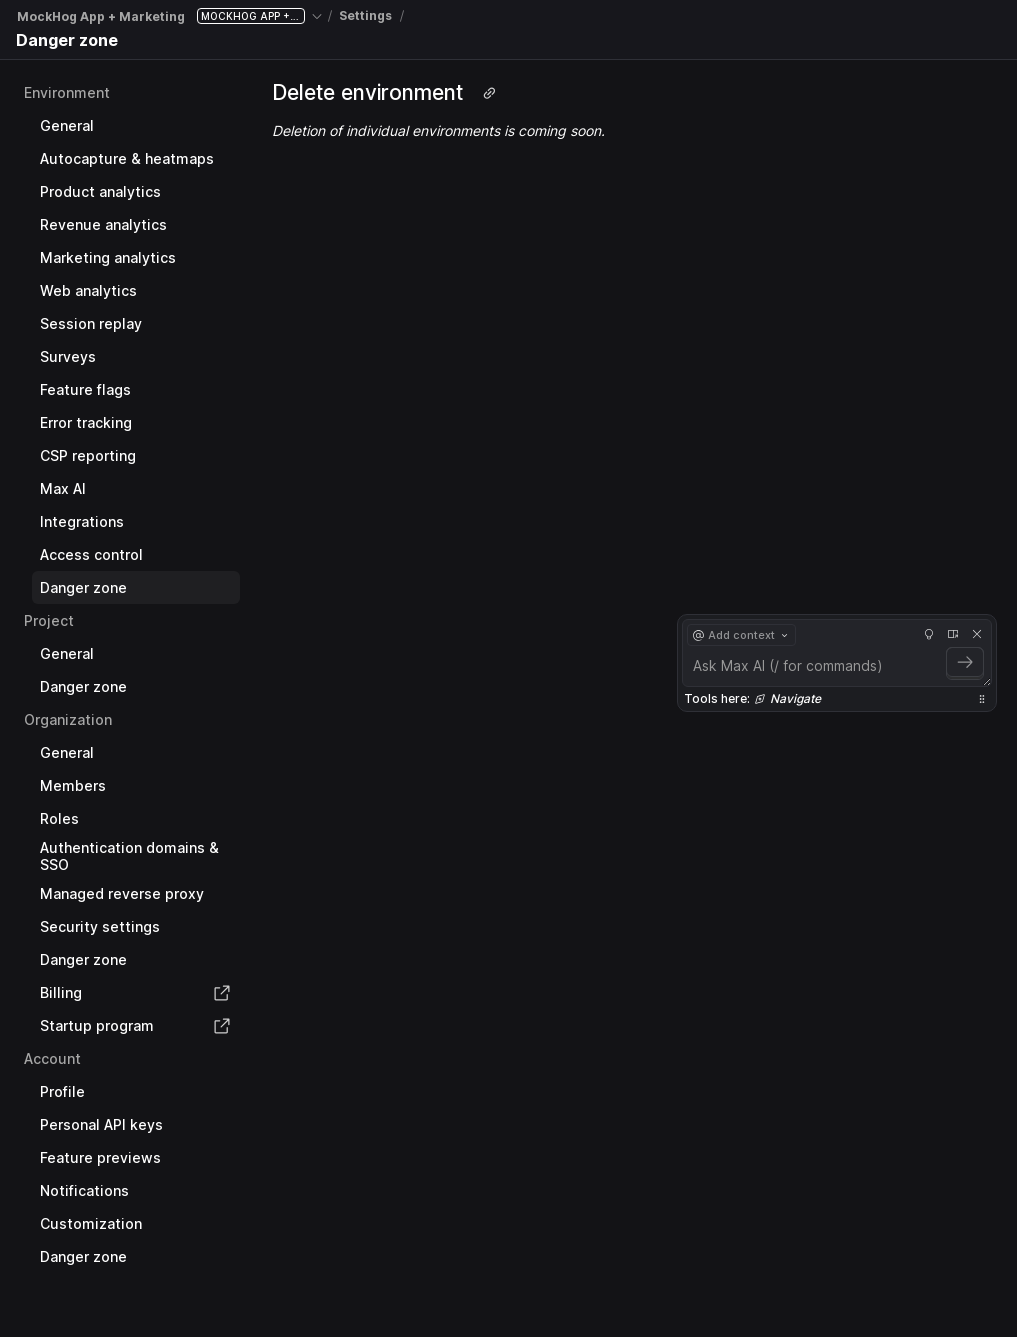 MockHog App + Marketing MOCKHOG APP +... / Settings /
Danger zone
Environment
General
Autocapture & heatmaps
Product analytics
Revenue analytics
Marketing analytics
Web analytics
Session replay
Surveys
Feature flags
Error tracking
CSP reporting
Max AI
Integrations
Access control
Danger zone
Project
General
Danger zone
Organization
General
Members
Roles
Authentication domains &
SSO
Managed reverse proxy
Security settings
Danger zone
Billing
Startup program
Account
Profile
Personal API keys
Feature previews
Notifications
Customization
Danger zone
Delete environment
Deletion of individual environments is coming soon.
@ Add context
Ask Max AI (/ for commands)
Tools here: Navigate